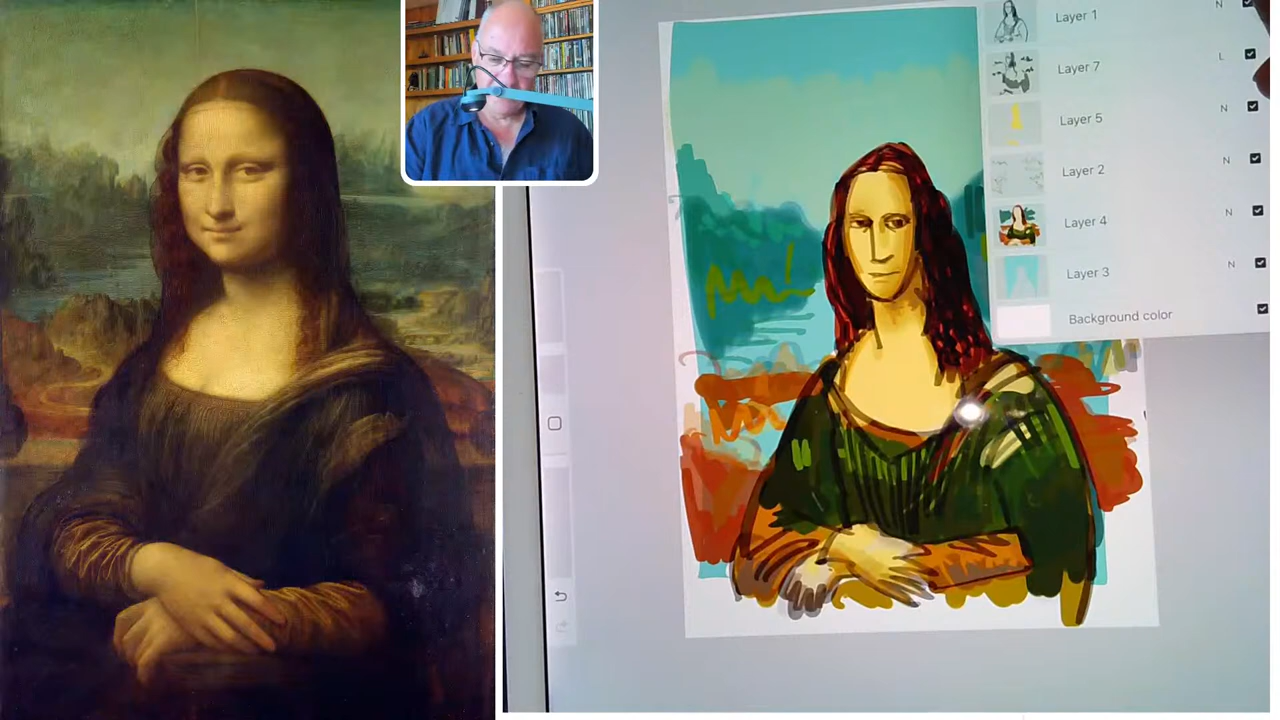 Layer 1
N
Layer 7
L
Layer 5
N
Layer 2
N
Layer 4
N
Layer 3
N
Background color